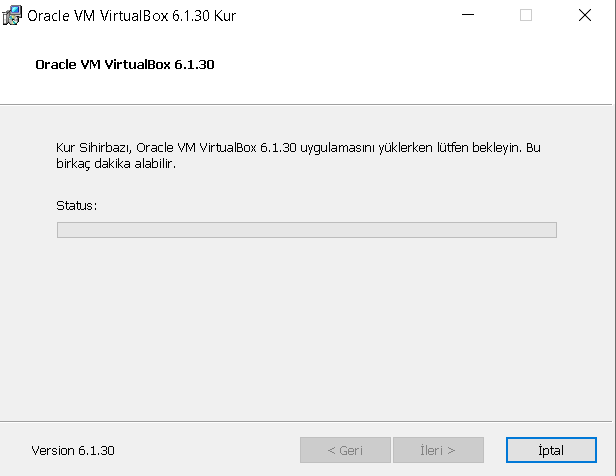 Oracle VM VirtualBox 6.1.30 Kur
Oracle VM VirtualBox 6.1.30
Kur Sihirbazı, Oracle VM VirtualBox 6.1.30 uygulamasını yüklerken lütfen bekleyin. Bu
birkaç dakika alabilir.
Status:
Version 6.1.30
< Geri
İleri >
İptal